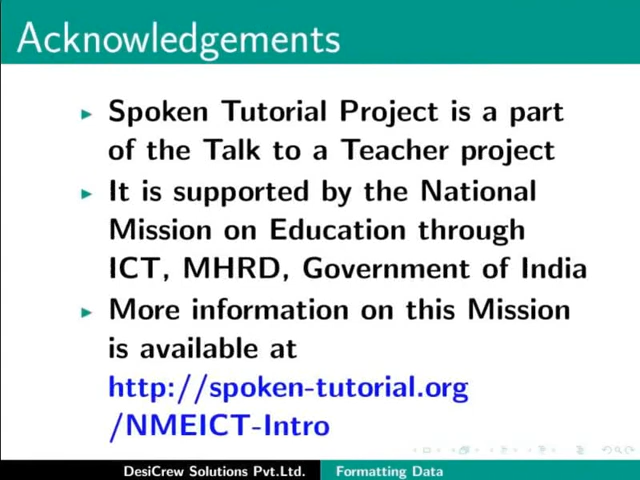 Acknowledgements
Spoken Tutorial Project is a part
of the Talk to a Teacher project
It is supported by the National
Mission on Education through
ICT, MHRD, Government of India
More information on this Mission
is available at
http://spoken-tutorial.org
/NMEICT-Intro
DesiCrew Solutions Pvt.Ltd. Formatting Data